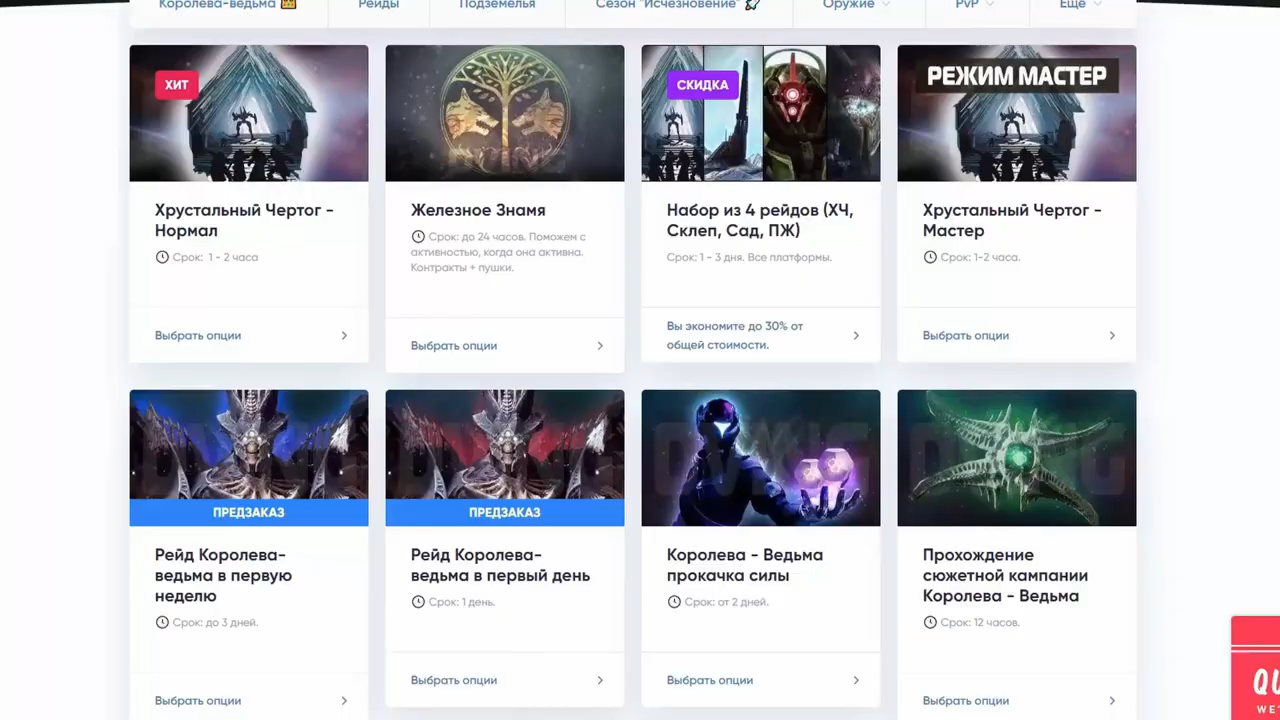 Королева-ведьма
Рейды
Подземелья
Сезон "Исчезновение"
Оружие
PvP
Еще
ХИТ
Хрустальный Чертог -
Нормал
Срок: 1 - 2 часа
Выбрать опции
Железное Знамя
Срок: до 24 часов. Поможем с
активностью, когда она активна.
Контракты + пушки.
Выбрать опции
СКИДКА
Набор из 4 рейдов (ХЧ,
Склеп, Сад, ПЖ)
Срок: 1 - 3 дня. Все платформы.
Вы экономите до 30% от
общей стоимости.
РЕЖИМ МАСТЕР
Хрустальный Чертог -
Мастер
Срок: 1-2 часа.
Выбрать опции
ПРЕДЗАКАЗ
Рейд Королева-
ведьма в первую
неделю
Срок: до 3 дней.
Выбрать опции
ПРЕДЗАКАЗ
Рейд Королева-
ведьма в первый день
Срок: 1 день.
Выбрать опции
Королева - Ведьма
прокачка силы
Срок: от 2 дней.
Выбрать опции
Прохождение
сюжетной кампании
Королева - Ведьма
Срок: 12 часов.
Выбрать опции